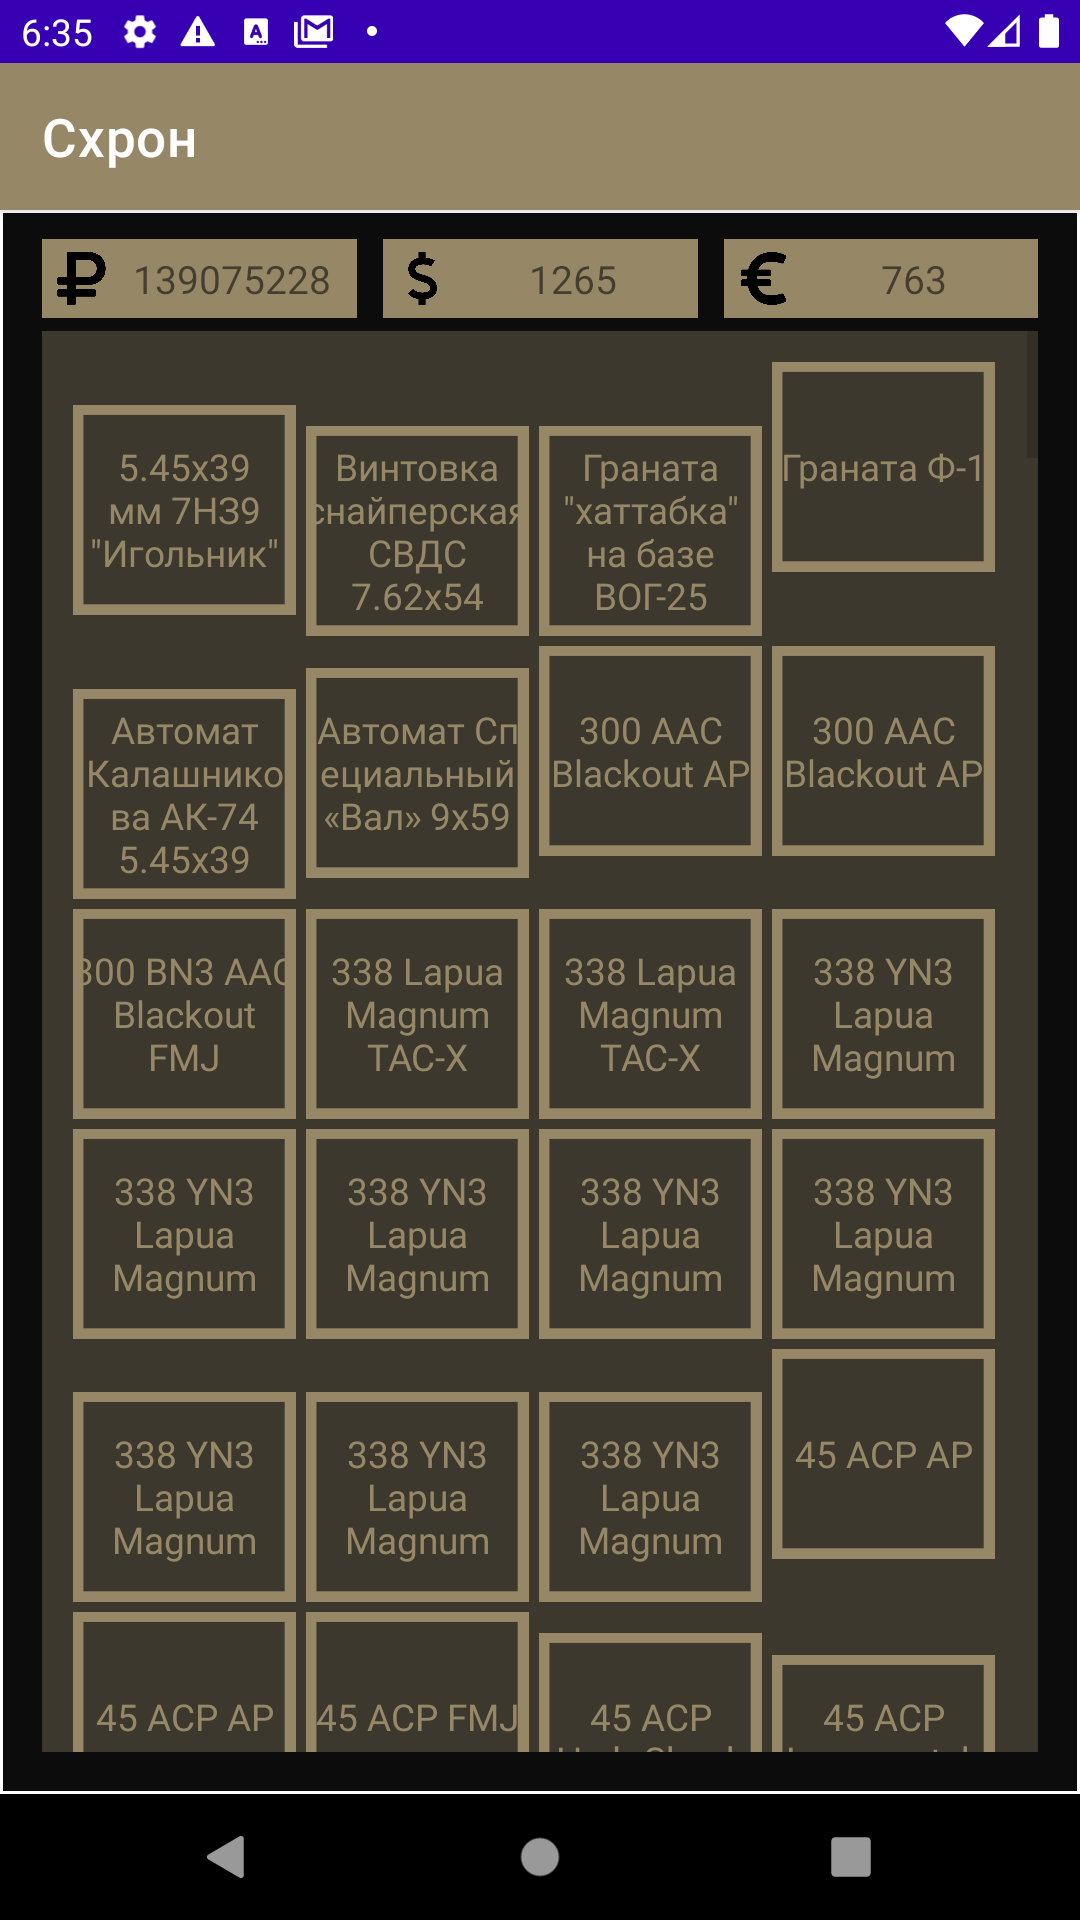 6:35
Схрон
139075228
1265
763
5.45x39
мм 7Н39
"Игольник"
Винтовка
снайперская
СВДС
7.62x54
Граната
"хаттабка"
на базе
ВОГ-25
Граната Ф-1
Автомат
Калашнико
ва АК-74
5.45x39
Автомат Сп
ециальный
«Вал» 9x59
300 AAC
Blackout AP
300 AAC
Blackout AP
300 BN3 AAC
Blackout
FMJ
338 Lapua
Magnum
TAC-X
338 Lapua
Magnum
TAC-X
338 YN3
Lapua
Magnum
338 YN3
Lapua
Magnum
338 YN3
Lapua
Magnum
338 YN3
Lapua
Magnum
338 YN3
Lapua
Magnum
338 YN3
Lapua
Magnum
338 YN3
Lapua
Magnum
338 YN3
Lapua
Magnum
45 ACP AP
45 ACP AP
45 ACP FMJ
45 ACP
45 ACP